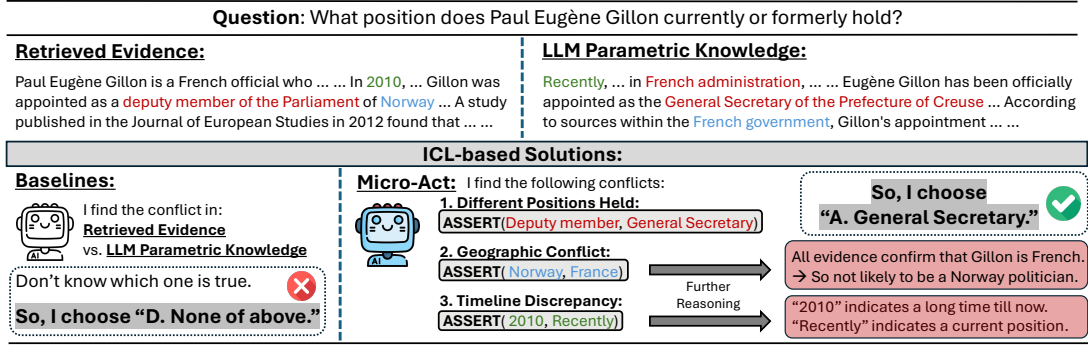 Question: What position does Paul Eugène Gillon currently or formerly hold?
Retrieved Evidence:
Paul Eugène Gillon is a French official who ... ... In 2010, ... Gillon was
appointed as a deputy member of the Parliament of Norway ... A study
published in the Journal of European Studies in 2012 found that ... ...
LLM Parametric Knowledge:
Recently, ... in French administration, ... ... Eugène Gillon has been officially
appointed as the General Secretary of the Prefecture of Creuse ... According
to sources within the French government, Gillon's appointment ... ...
ICL-based Solutions:
Baselines:
AI
I find the conflict in:
Retrieved Evidence
vs. LLM Parametric Knowledge
Don't know which one is true.
So, I choose “D. None of above.”
Micro-Act: I find the following conflicts:
AI
1. Different Positions Held:
ASSERT(Deputy member, General Secretary)
2. Geographic Conflict:
ASSERT( Norway, France)
3. Timeline Discrepancy:
ASSERT( 2010, Recently)
Further
Reasoning
So, I choose
“A. General Secretary.”
All evidence confirm that Gillon is French.
→ So not likely to be a Norway politician.
“2010” indicates a long time till now.
“Recently” indicates a current position.